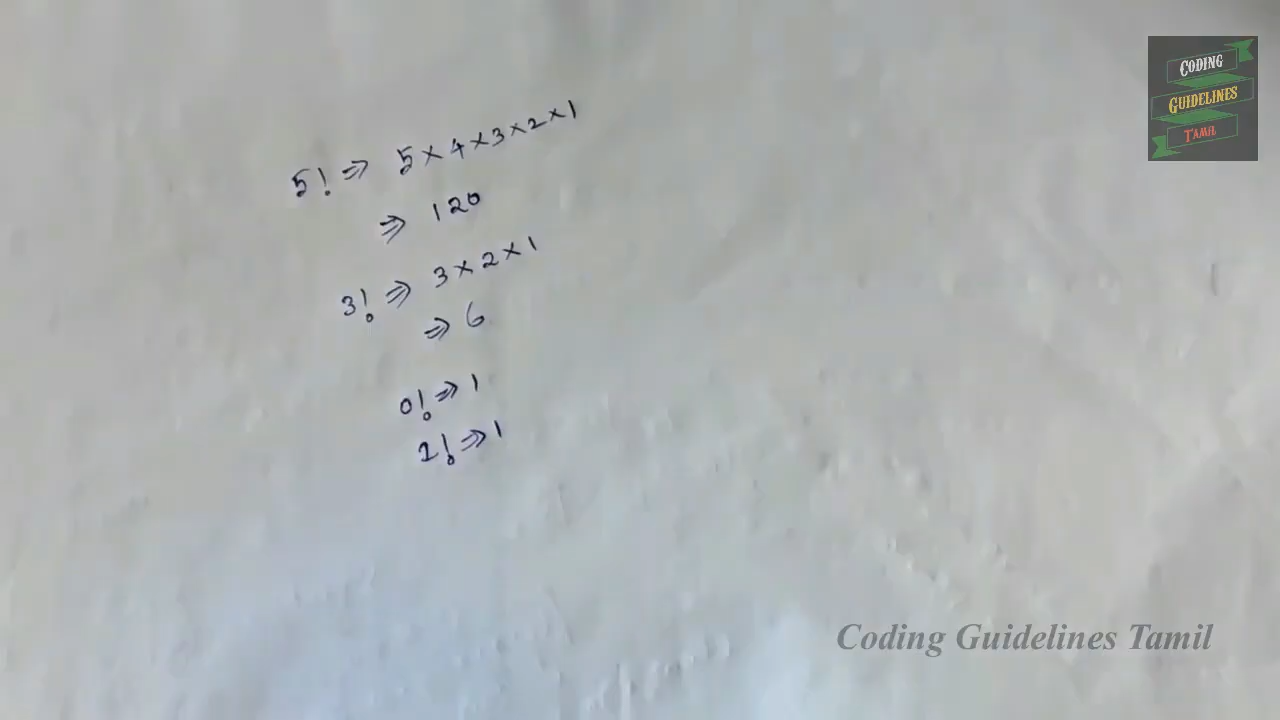 CODING
GUIDELINES
TAMIL
5! => 5 × 4 × 3 × 2 × 1
=> 120
3! => 3 × 2 × 1
=> 6
0! => 1
1! => 1
Coding Guidelines Tamil